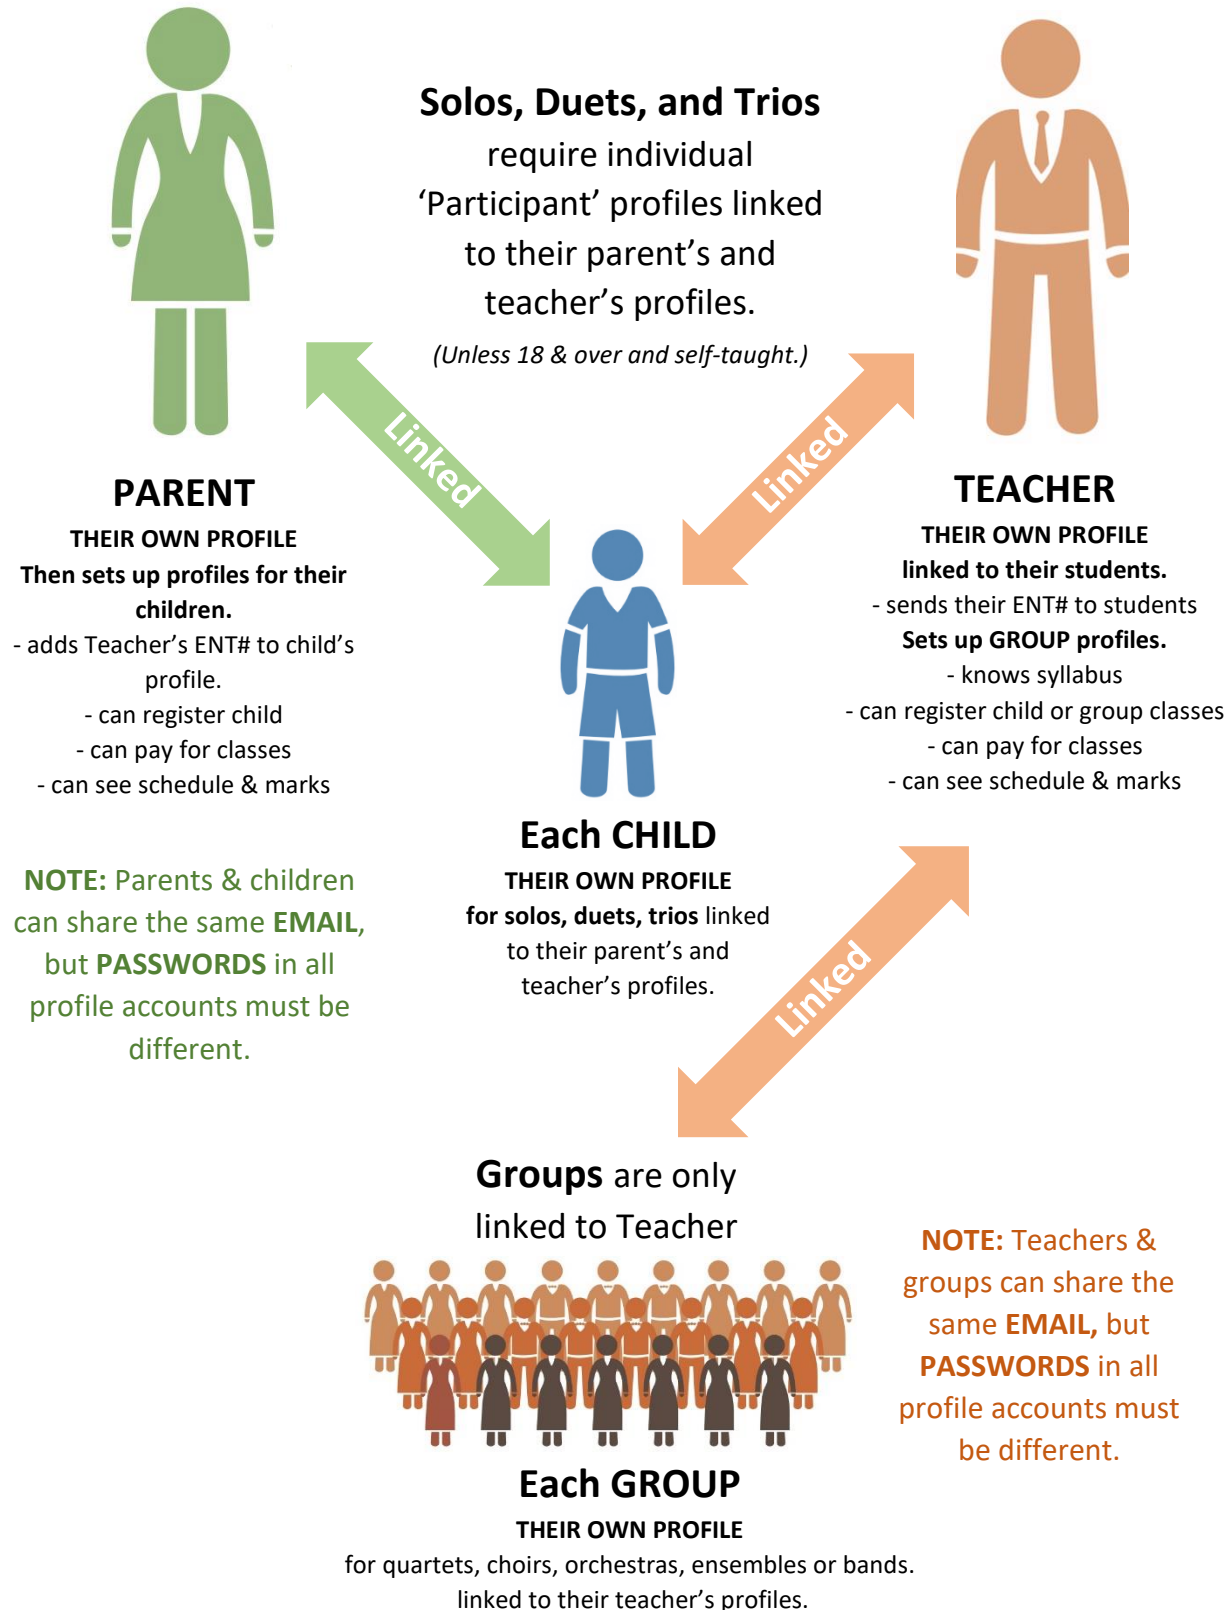 Solos, Duets, and Trios
require individual
‘Participant’ profiles linked
to their parent’s and
teacher’s profiles.
(Unless 18 & over and self-taught.)
Linked
Linked
PARENT
THEIR OWN PROFILE
Then sets up profiles for their
children.
- adds Teacher’s ENT# to child’s
profile.
- can register child
- can pay for classes
- can see schedule & marks
TEACHER
THEIR OWN PROFILE
linked to their students.
- sends their ENT# to students
Sets up GROUP profiles.
- knows syllabus
- can register child or group classes
- can pay for classes
- can see schedule & marks
Each CHILD
THEIR OWN PROFILE
for solos, duets, trios linked
to their parent’s and
teacher’s profiles.
NOTE: Parents & children
can share the same EMAIL,
but PASSWORDS in all
profile accounts must be
different.
Linked
Groups are only
linked to Teacher
NOTE: Teachers &
groups can share the
same EMAIL, but
PASSWORDS in all
profile accounts must
be different.
Each GROUP
THEIR OWN PROFILE
for quartets, choirs, orchestras, ensembles or bands.
linked to their teacher’s profiles.